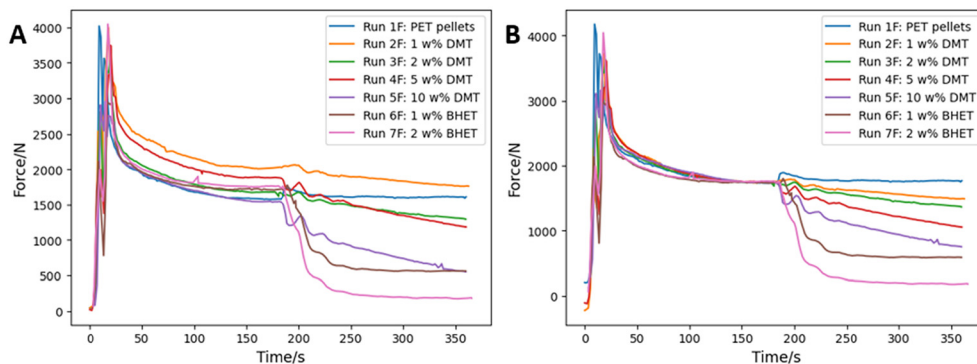 A
Force/N
4000
3500
3000
2500
2000
1500
1000
500
0
0 50 100 150 200 250 300 350
Time/s
Run 1F: PET pellets
Run 2F: 1 w% DMT
Run 3F: 2 w% DMT
Run 4F: 5 w% DMT
Run 5F: 10 w% DMT
Run 6F: 1 w% BHET
Run 7F: 2 w% BHET
B
Force/N
4000
3000
2000
1000
0
0 50 100 150 200 250 300 350
Time/s
Run 1F: PET pellets
Run 2F: 1 w% DMT
Run 3F: 2 w% DMT
Run 4F: 5 w% DMT
Run 5F: 10 w% DMT
Run 6F: 1 w% BHET
Run 7F: 2 w% BHET